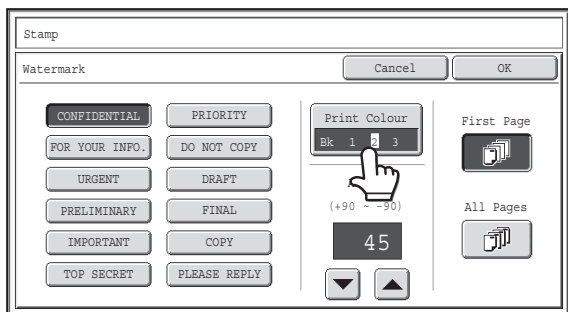 Stamp
Watermark
Cancel
OK
CONFIDENTIAL
PRIORITY
FOR YOUR INFO.
DO NOT COPY
URGENT
DRAFT
PRELIMINARY
FINAL
IMPORTANT
COPY
TOP SECRET
PLEASE REPLY
Print Colour
Bk 1 2 3
(+90 ~ -90)
45
First Page
All Pages